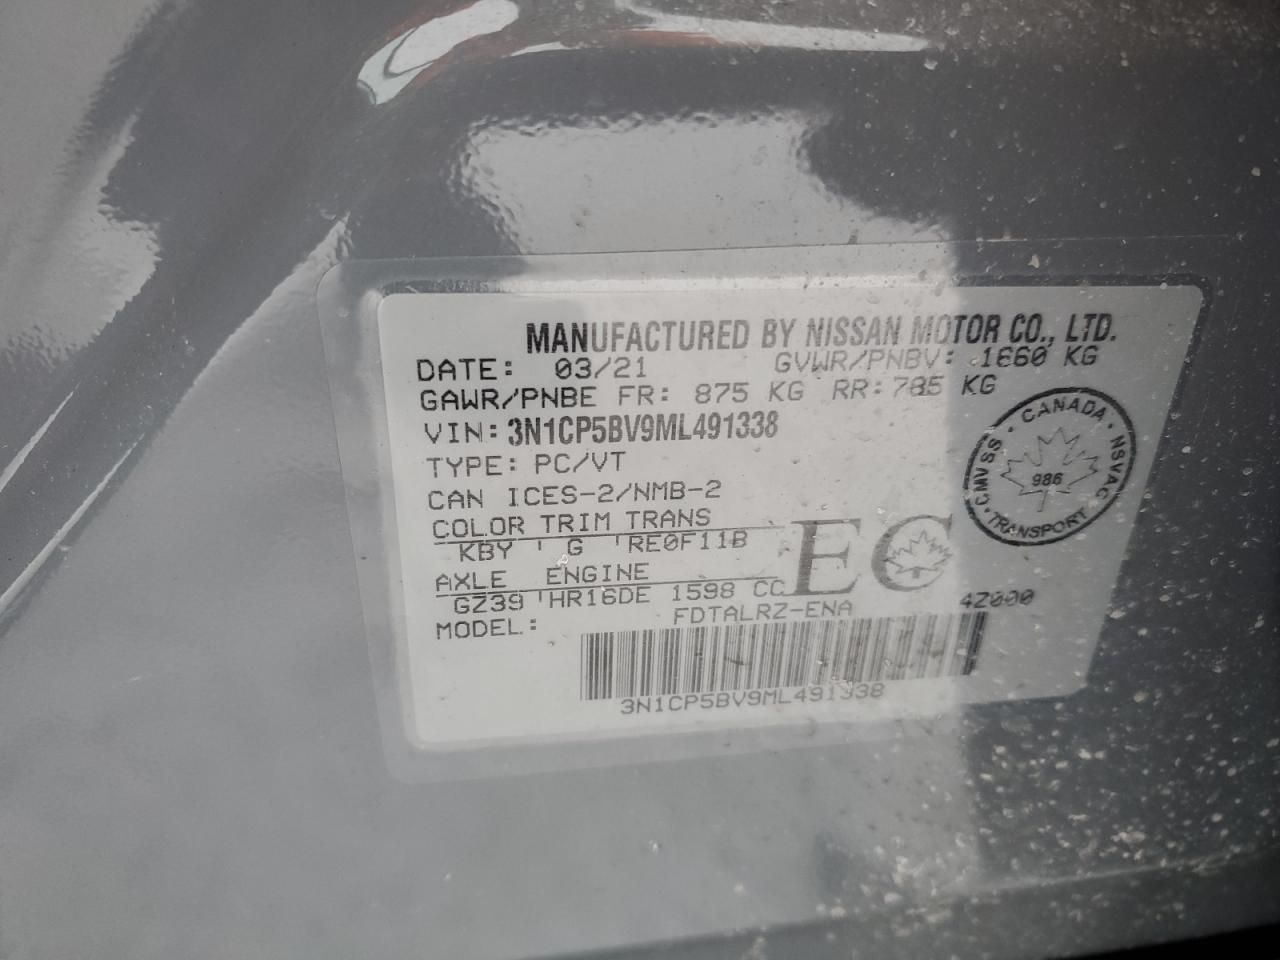 MANUFACTURED BY NISSAN MOTOR CO., LTD.
DATE: 03/21 GVWR/PNBV: 1660 KG
GAWR/PNBE FR: 875 KG RR: 785 KG
VIN: 3N1CP5BV9ML491338
TYPE: PC/VT
CAN ICES-2/NMB-2
COLOR TRIM TRANS
KBY G RE0F11B
AXLE ENGINE
GZ39 HR16DE 1598 CC
MODEL: FDTALRZ-ENA 4Z000
3N1CP5BV9ML491338
EC
CANADA · NSVAC · TRANSPORT · CMVSS ·
986